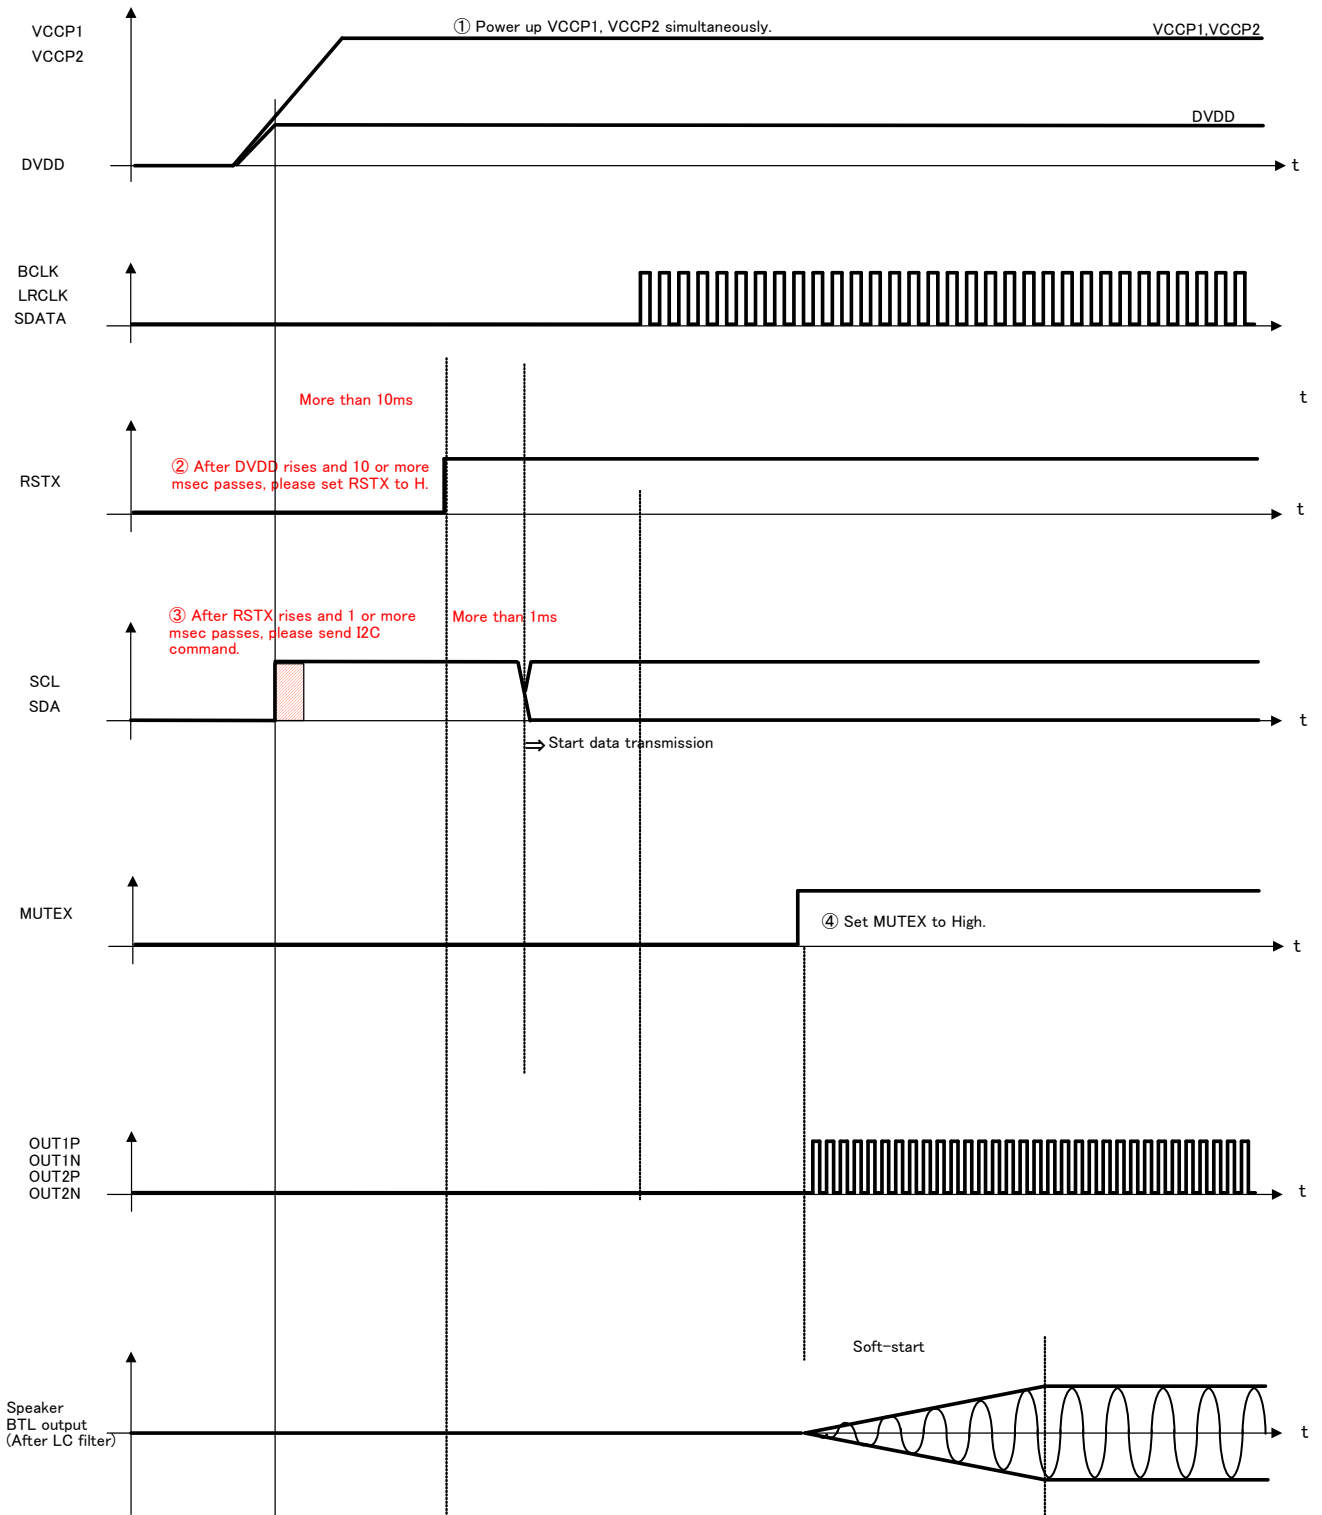 VCCP1
VCCP2
① Power up VCCP1, VCCP2 simultaneously.
VCCP1,VCCP2
DVDD
DVDD
t
BCLK
LRCLK
SDATA
More than 10ms
t
② After DVDD rises and 10 or more
msec passes, please set RSTX to H.
RSTX
t
③ After RSTX rises and 1 or more
msec passes, please send I2C
command.
More than 1ms
SCL
SDA
t
⇒ Start data transmission
MUTEX
④ Set MUTEX to High.
t
OUT1P
OUT1N
OUT2P
OUT2N
t
Soft-start
Speaker
BTL output
(After LC filter)
t